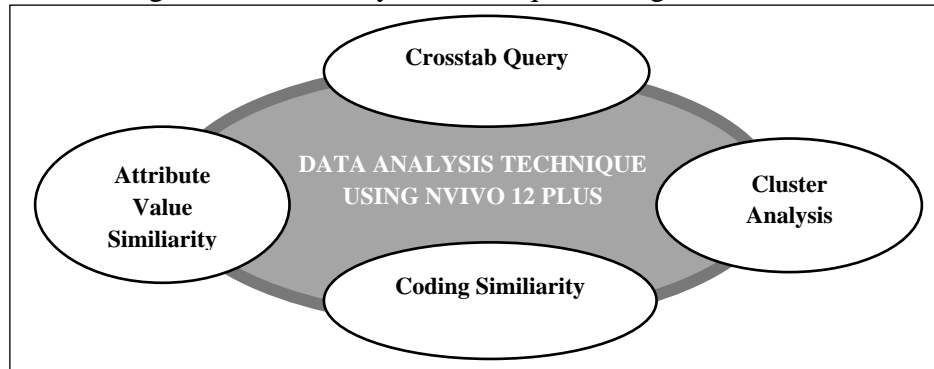 Crosstab Query
DATA ANALYSIS TECHNIQUE
USING NVIVO 12 PLUS
Attribute
Value
Similiarity
Cluster
Analysis
Coding Similiarity